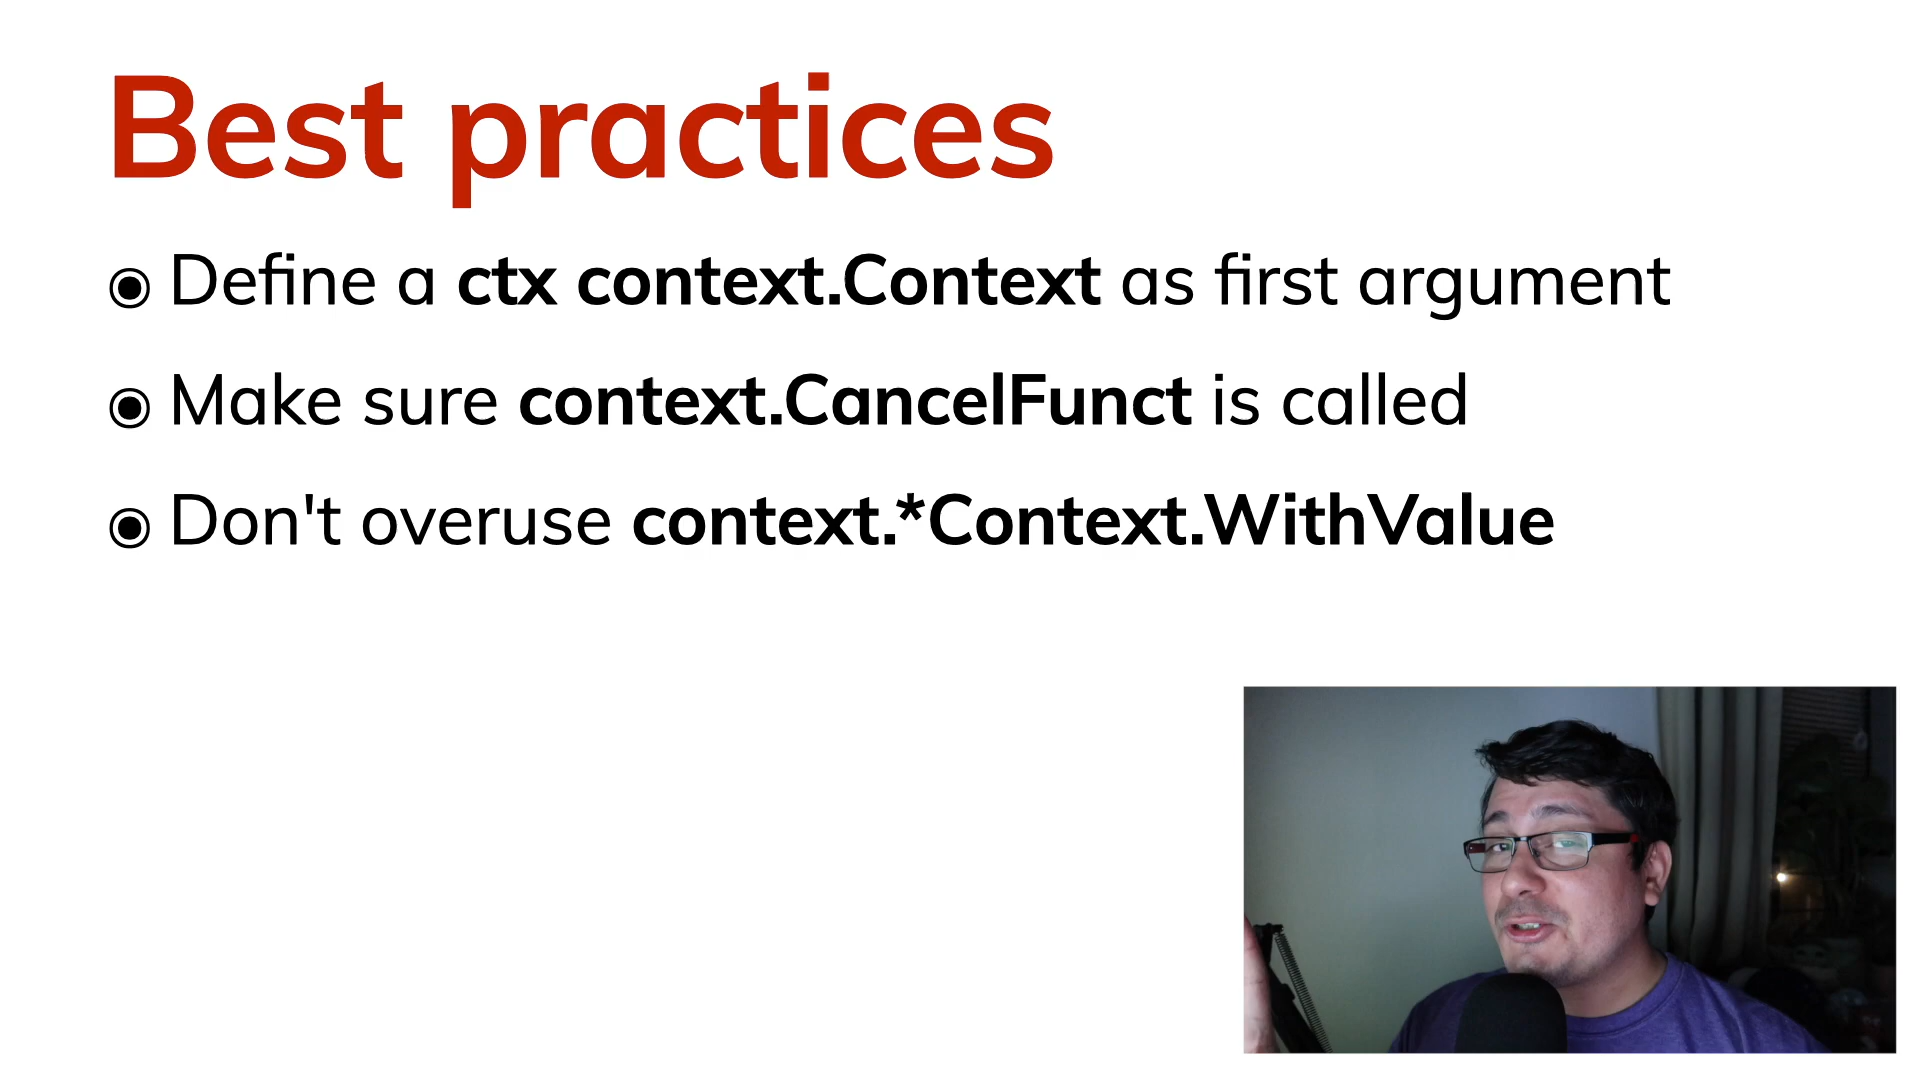 Best practices
◉ Define a ctx context.Context as first argument
◉ Make sure context.CancelFunct is called
◉ Don't overuse context.*Context.WithValue